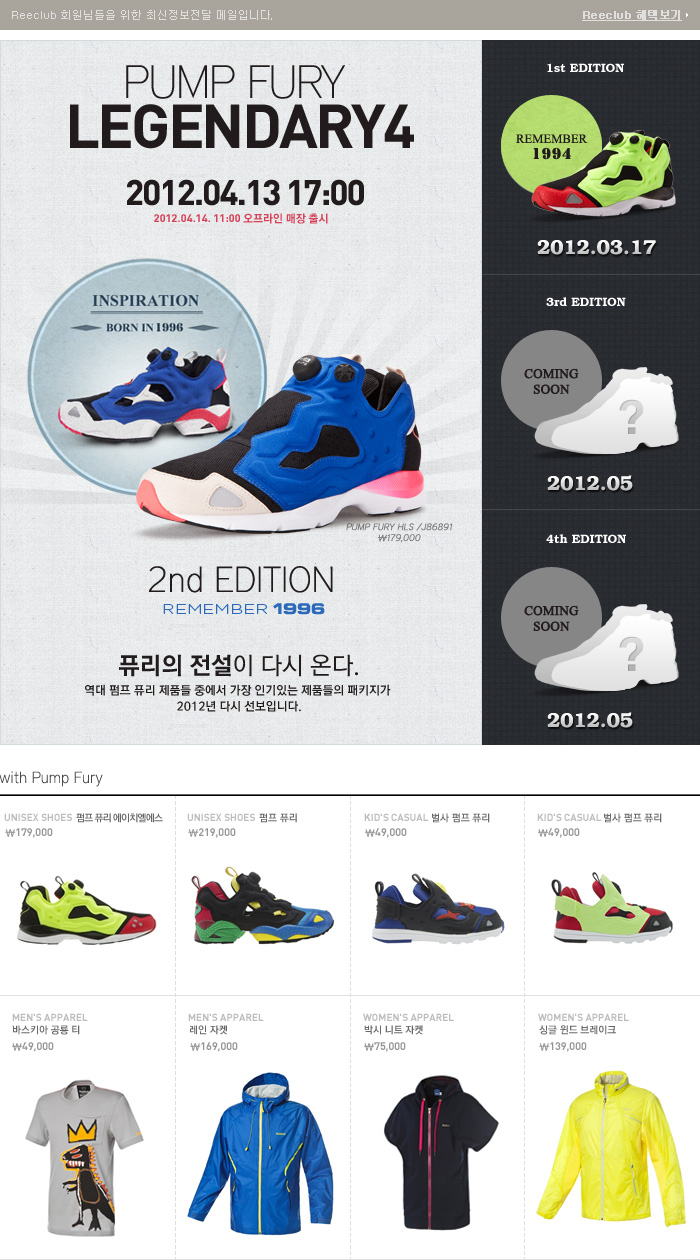 Reeclub 회원님들을 위한 최신정보전달 메일입니다.
Reeclub 혜택보기
PUMP FURY
LEGENDARY4
2012.04.13 17:00
2012.04.14. 11:00 오프라인 매장 출시
INSPIRATION
BORN IN 1996
PUMP FURY HLS /J86891
₩179,000
2nd EDITION
REMEMBER 1996
퓨리의 전설이 다시 온다.
역대 펌프 퓨리 제품들 중에서 가장 인기있는 제품들의 패키지가
2012년 다시 선보입니다.
1st EDITION
REMEMBER
1994
2012.03.17
3rd EDITION
COMING
SOON
?
2012.05
4th EDITION
COMING
SOON
?
2012.05
with Pump Fury
UNISEX SHOES 펌프 퓨리 에이치엘에스
₩179,000
UNISEX SHOES 펌프 퓨리
₩219,000
KID'S CASUAL 벌사 펌프 퓨리
₩49,000
KID'S CASUAL 벌사 펌프 퓨리
₩49,000
MEN'S APPAREL
바스키아 공룡 티
₩49,000
MEN'S APPAREL
레인 자켓
₩169,000
WOMEN'S APPAREL
박시 니트 자켓
₩75,000
WOMEN'S APPAREL
싱글 윈드 브레이크
₩139,000